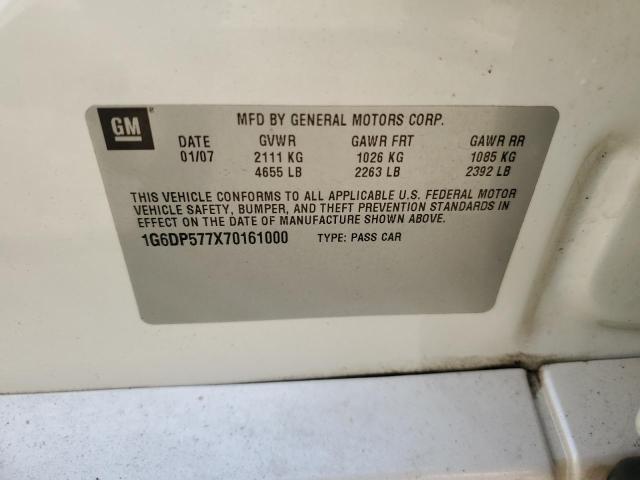 GM
MFD BY GENERAL MOTORS CORP.
DATE GVWR GAWR FRT GAWR RR
01/07 2111 KG 1026 KG 1085 KG
4655 LB 2263 LB 2392 LB
THIS VEHICLE CONFORMS TO ALL APPLICABLE U.S. FEDERAL MOTOR
VEHICLE SAFETY, BUMPER, AND THEFT PREVENTION STANDARDS IN
EFFECT ON THE DATE OF MANUFACTURE SHOWN ABOVE.
1G6DP577X70161000 TYPE: PASS CAR